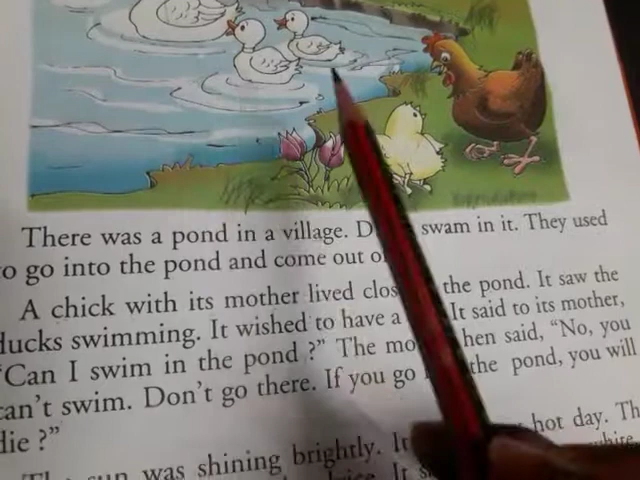 There was a pond in a village. D swam in it. They used
to go into the pond and come out o
A chick with its mother lived clos the pond. It saw the
ducks swimming. It wished to have a It said to its mother,
"Can I swim in the pond ?" The mo hen said, "No, you
can't swim. Don't go there. If you go the pond, you will
die ?"
sun was shining brightly. It hot day. Th